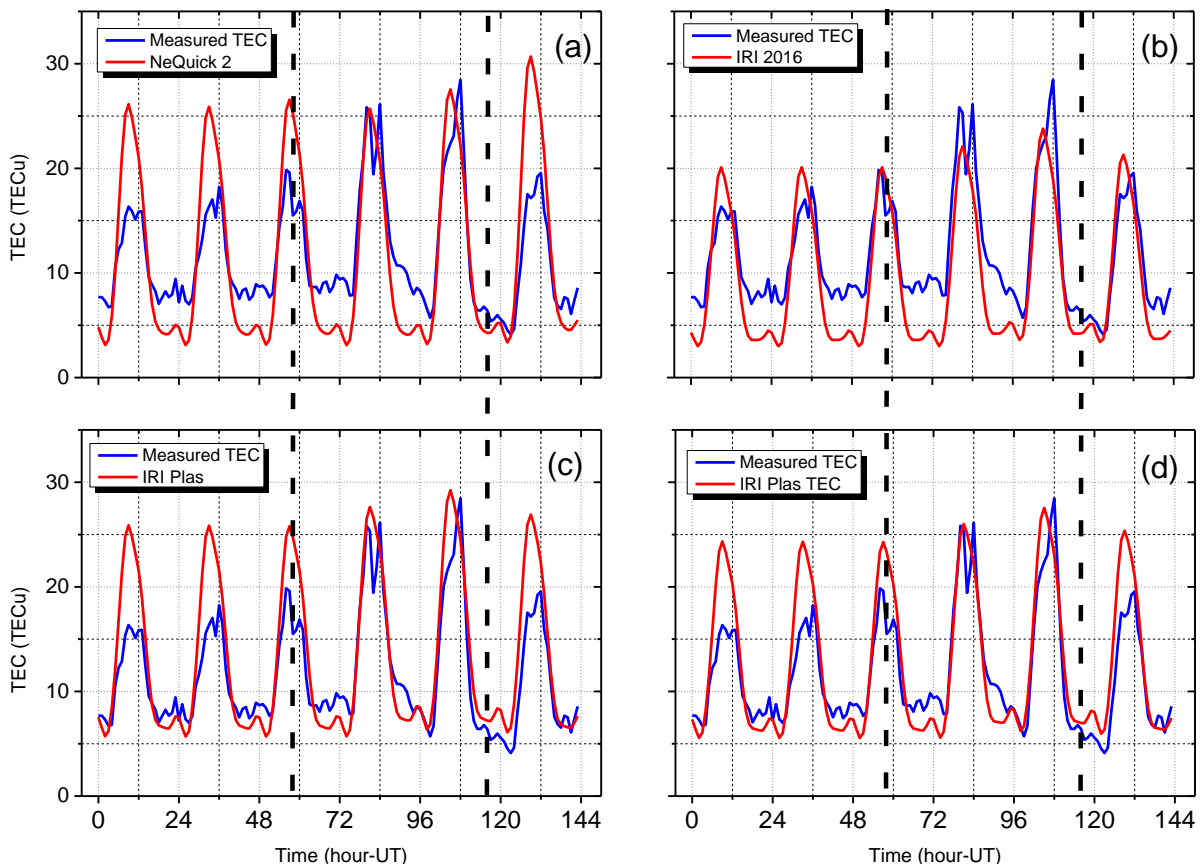 Measured TEC
NeQuick 2
(a)
TEC (TECu)
30
20
10
0
Measured TEC
IRI 2016
(b)
Measured TEC
IRI Plas
(c)
TEC (TECu)
30
20
10
0
0 24 48 72 96 120 144
Time (hour-UT)
Measured TEC
IRI Plas TEC
(d)
0 24 48 72 96 120 144
Time (hour-UT)